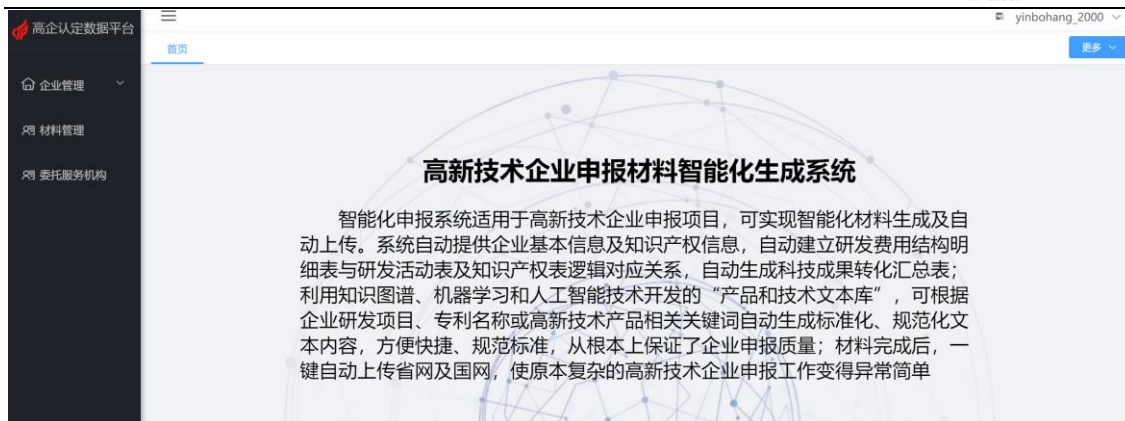 高企认定数据平台
yinbohang_2000
首页
更多
企业管理
材料管理
委托服务机构
高新技术企业申报材料智能化生成系统
智能化申报系统适用于高新技术企业申报项目，可实现智能化材料生成及自
动上传。系统自动提供企业基本信息及知识产权信息，自动建立研发费用结构明
细表与研发活动表及知识产权表逻辑对应关系，自动生成科技成果转化汇总表；
利用知识图谱、机器学习和人工智能技术开发的“产品和技术文本库”，可根据
企业研发项目、专利名称或高新技术产品相关关键词自动生成标准化、规范化文
本内容，方便快捷、规范标准，从根本上保证了企业申报质量；材料完成后，一
键自动上传省网及国网，使原本复杂的高新技术企业申报工作变得异常简单